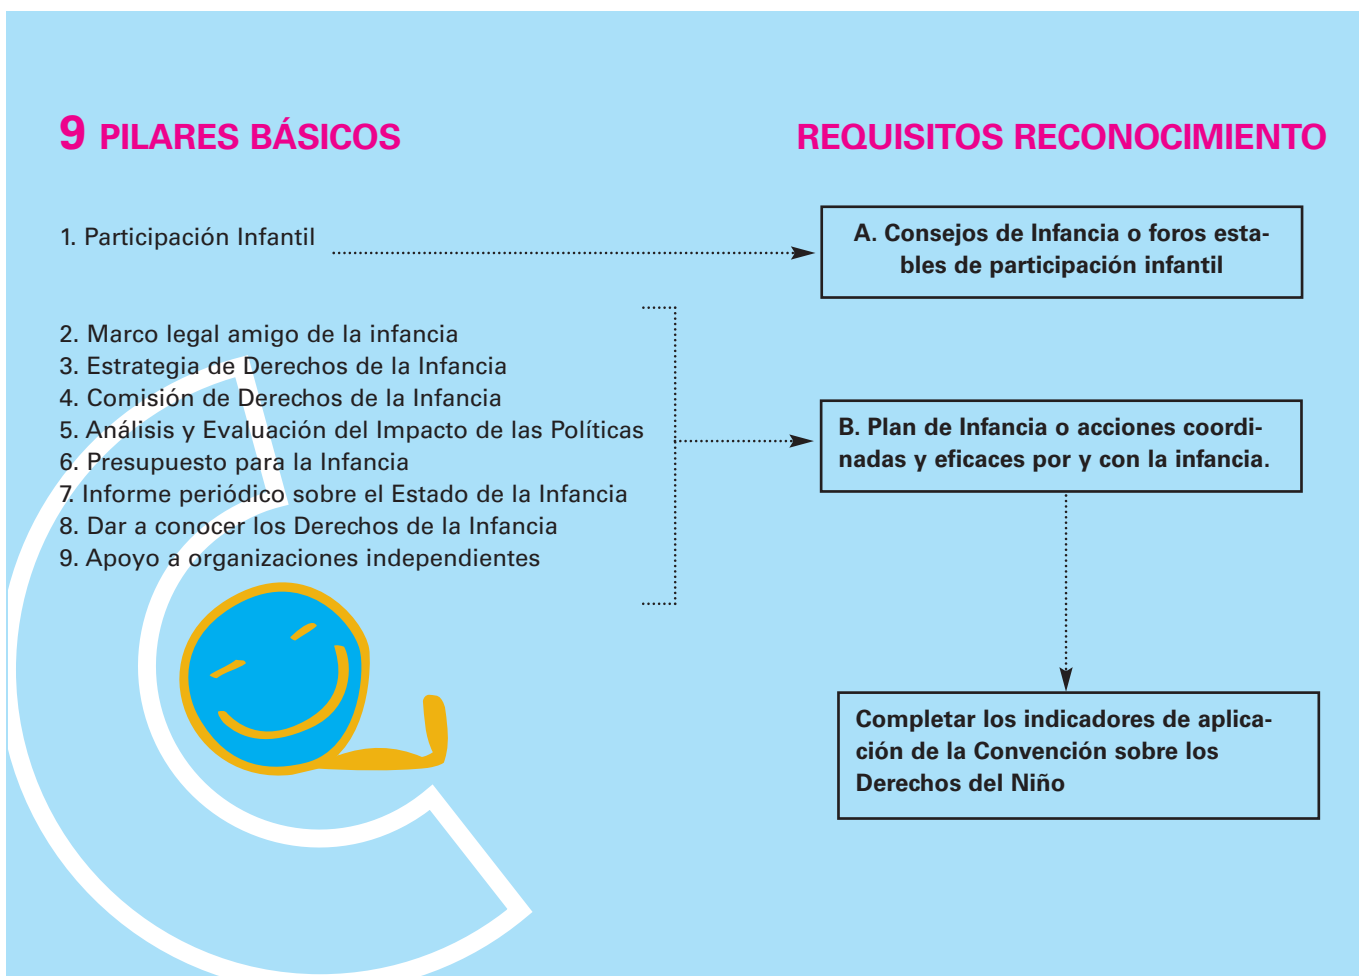 9 PILARES BÁSICOS
REQUISITOS RECONOCIMIENTO
1. Participación Infantil
A. Consejos de Infancia o foros esta-
bles de participación infantil
2. Marco legal amigo de la infancia
3. Estrategia de Derechos de la Infancia
4. Comisión de Derechos de la Infancia
5. Análisis y Evaluación del Impacto de las Políticas
6. Presupuesto para la Infancia
7. Informe periódico sobre el Estado de la Infancia
8. Dar a conocer los Derechos de la Infancia
9. Apoyo a organizaciones independientes
B. Plan de Infancia o acciones coordi-
nadas y eficaces por y con la infancia.
Completar los indicadores de aplica-
ción de la Convención sobre los
Derechos del Niño